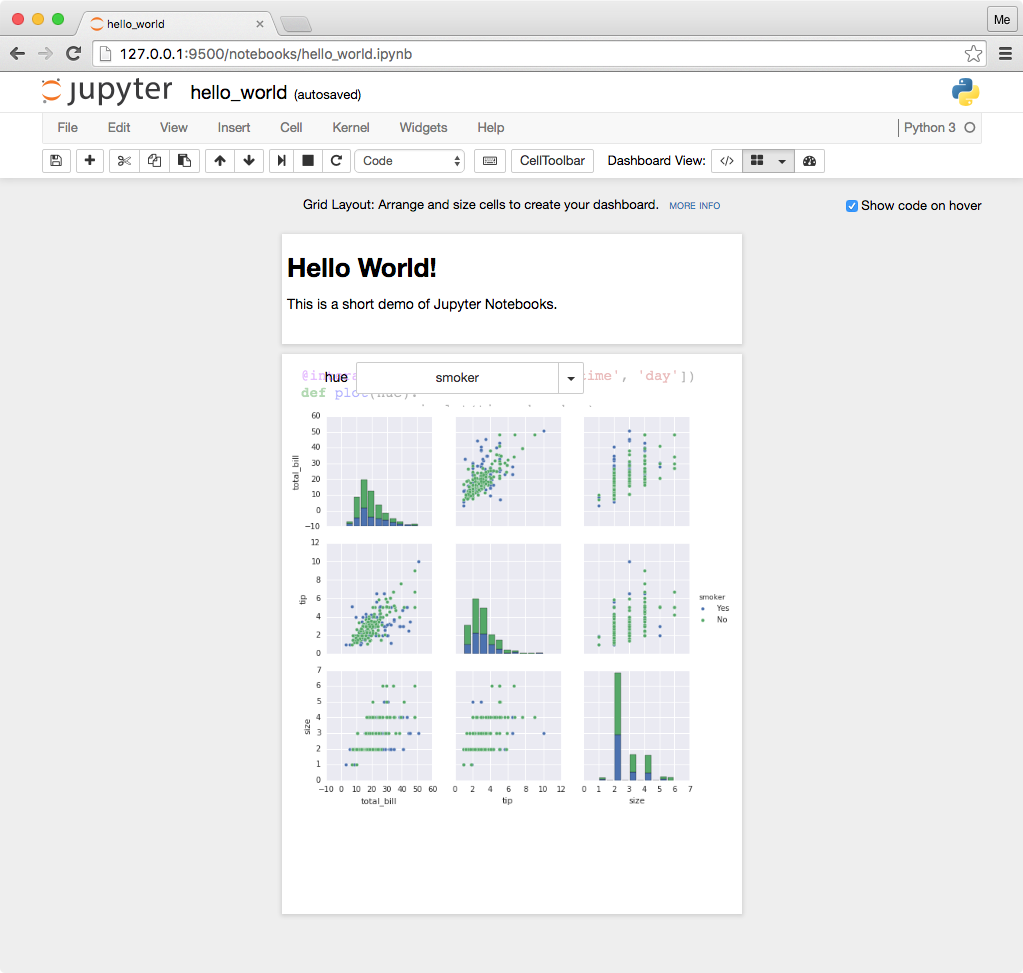 hello_world
Me
127.0.0.1:9500/notebooks/hello_world.ipynb
jupyter hello_world (autosaved)
File Edit View Insert Cell Kernel Widgets Help Python 3
Code CellToolbar Dashboard View:
Grid Layout: Arrange and size cells to create your dashboard. MORE INFO Show code on hover
Hello World!
This is a short demo of Jupyter Notebooks.
hue smoker 'day'])
def plot(hue):
60
50
40
30
20
10
0
−10
total_bill
12
10
8
6
4
2
0
tip
smoker
Yes
No
7
6
5
4
3
2
1
0
size
−10 0 10 20 30 40 50 60 0 2 4 6 8 10 12 0 1 2 3 4 5 6 7
total_bill tip size